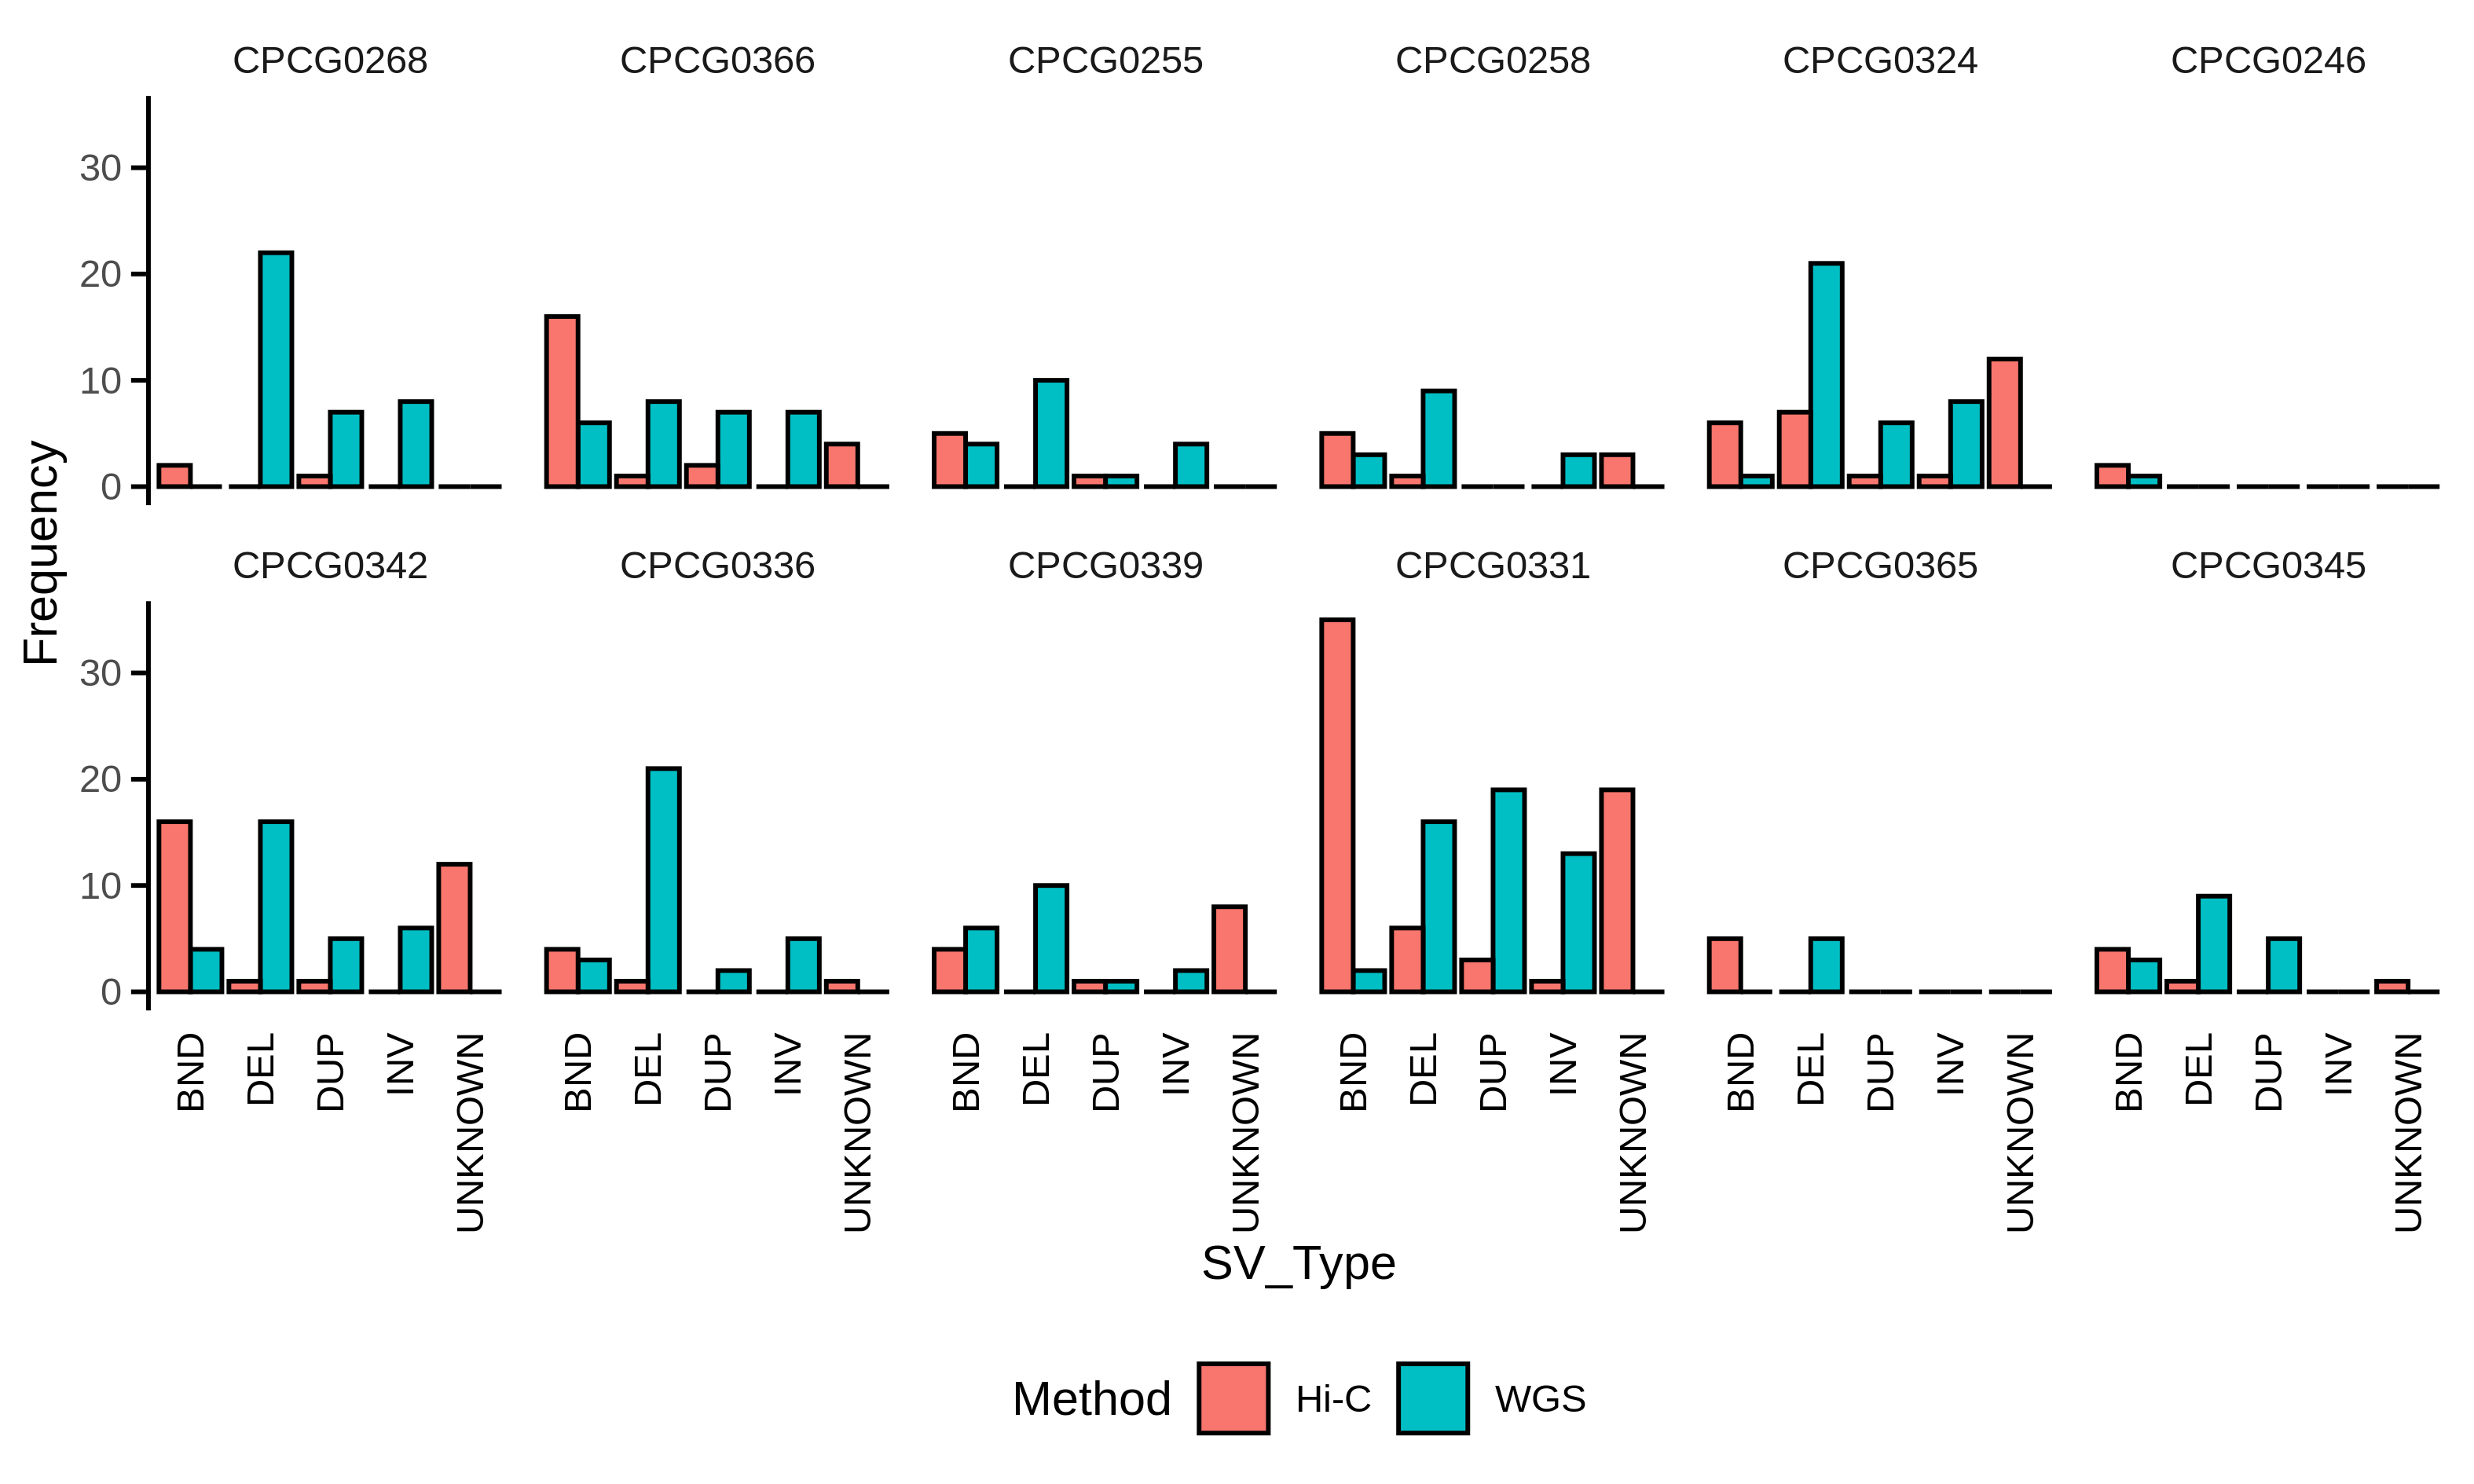 CPCG0268 CPCG0366 CPCG0255 CPCG0258 CPCG0324 CPCG0246
30
20
10
0
CPCG0342 CPCG0336 CPCG0339 CPCG0331 CPCG0365 CPCG0345
30
20
10
0
Frequency
BND DEL DUP INV UNKNOWN BND DEL DUP INV UNKNOWN BND DEL DUP INV UNKNOWN BND DEL DUP INV UNKNOWN BND DEL DUP INV UNKNOWN BND DEL DUP INV UNKNOWN
SV_Type
Method Hi-C WGS